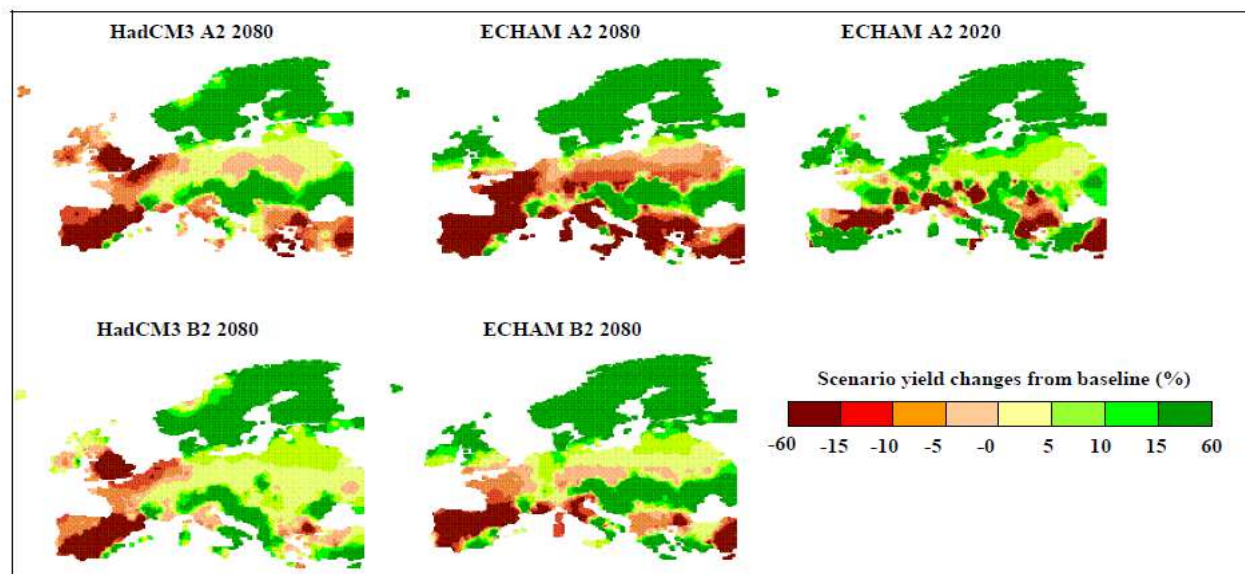 HadCM3 A2 2080
ECHAM A2 2080
ECHAM A2 2020
HadCM3 B2 2080
ECHAM B2 2080
Scenario yield changes from baseline (%)
-60 -15 -10 -5 -0 5 10 15 60